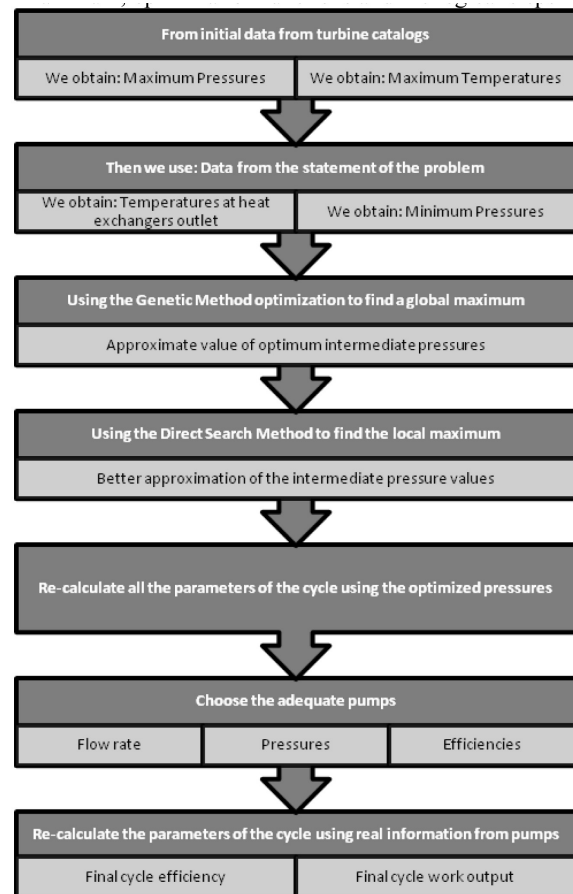 From initial data from turbine catalogs
We obtain: Maximum Pressures
We obtain: Maximum Temperatures
Then we use: Data from the statement of the problem
We obtain: Temperatures at heat
exchangers outlet
We obtain: Minimum Pressures
Using the Genetic Method optimization to find a global maximum
Approximate value of optimum intermediate pressures
Using the Direct Search Method to find the local maximum
Better approximation of the intermediate pressure values
Re-calculate all the parameters of the cycle using the optimized pressures
Choose the adequate pumps
Flow rate
Pressures
Efficiencies
Re-calculate the parameters of the cycle using real information from pumps
Final cycle efficiency
Final cycle work output